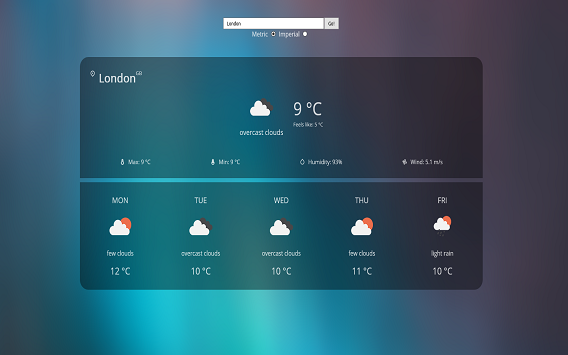 London
Go!
Metric Imperial
London GB
9 °C
Feels like: 5 °C
overcast clouds
Max: 9 °C Min: 9 °C Humidity: 93% Wind: 5.1 m/s
MON TUE WED THU FRI
few clouds overcast clouds overcast clouds few clouds light rain
12 °C 10 °C 10 °C 11 °C 10 °C